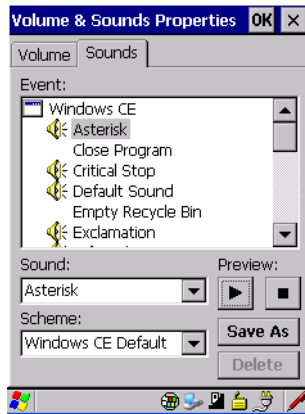 Volume & Sounds Properties OK ×
Volume Sounds
Event:
Windows CE
Asterisk
Close Program
Critical Stop
Default Sound
Empty Recycle Bin
Exclamation
Sound: Preview:
Asterisk
Scheme:
Windows CE Default
Save As
Delete